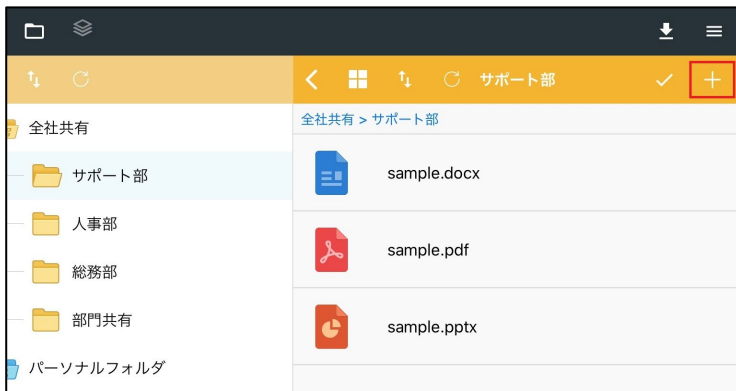 サポート部
全社共有
サポート部
人事部
総務部
部門共有
パーソナルフォルダ
全社共有 > サポート部
sample.docx
sample.pdf
sample.pptx